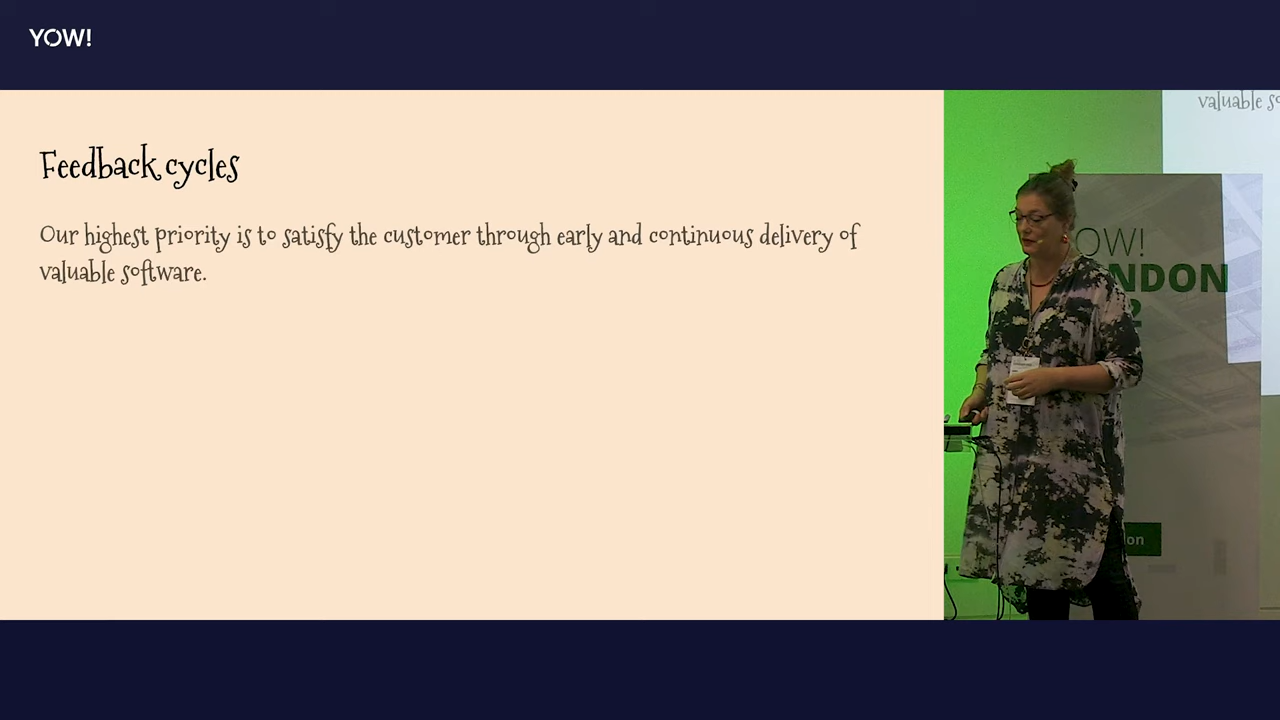 YOW!
Feedback cycles
Our highest priority is to satisfy the customer through early and continuous delivery of
valuable software.
valuable so
OW!
NDON
2
on